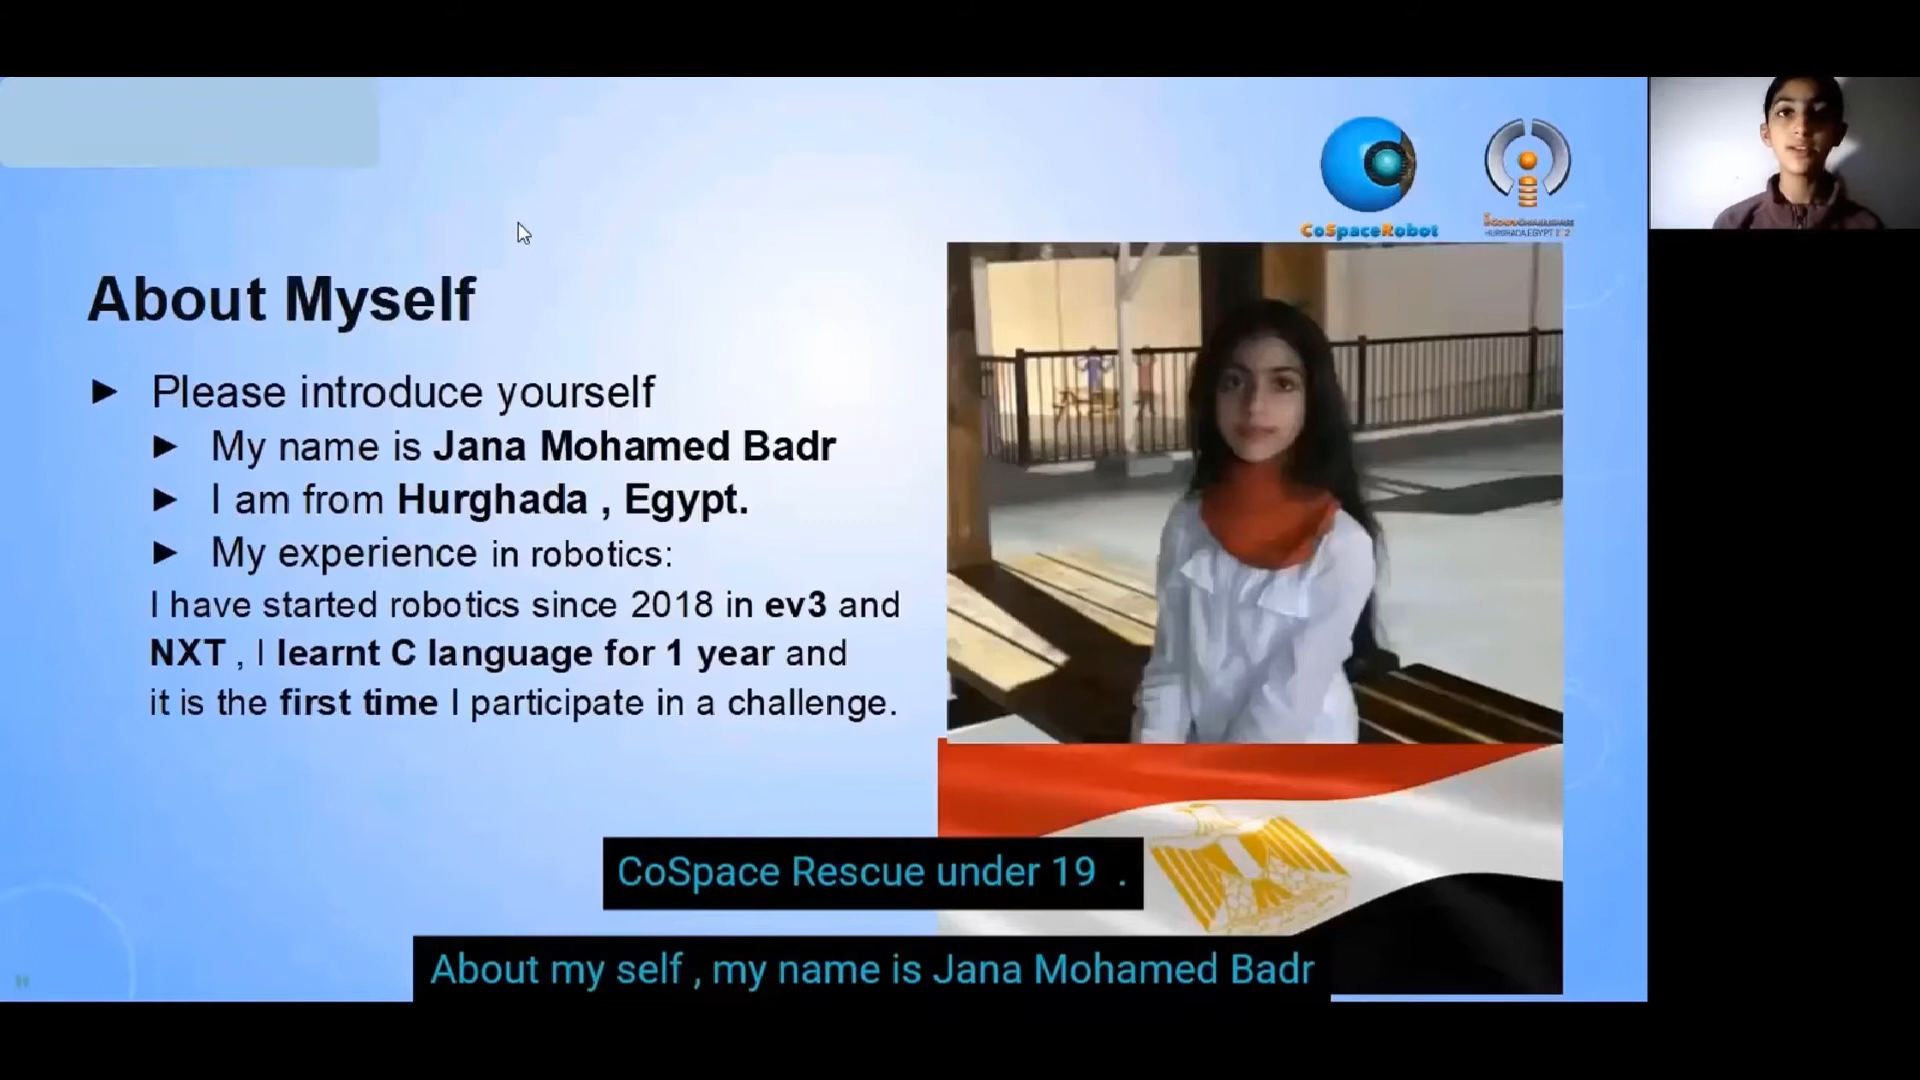 CoSpaceRobot
About Myself
Please introduce yourself
My name is Jana Mohamed Badr
I am from Hurghada , Egypt.
My experience in robotics:
I have started robotics since 2018 in ev3 and
NXT , I learnt C language for 1 year and
it is the first time I participate in a challenge.
CoSpace Rescue under 19 .
About my self , my name is Jana Mohamed Badr